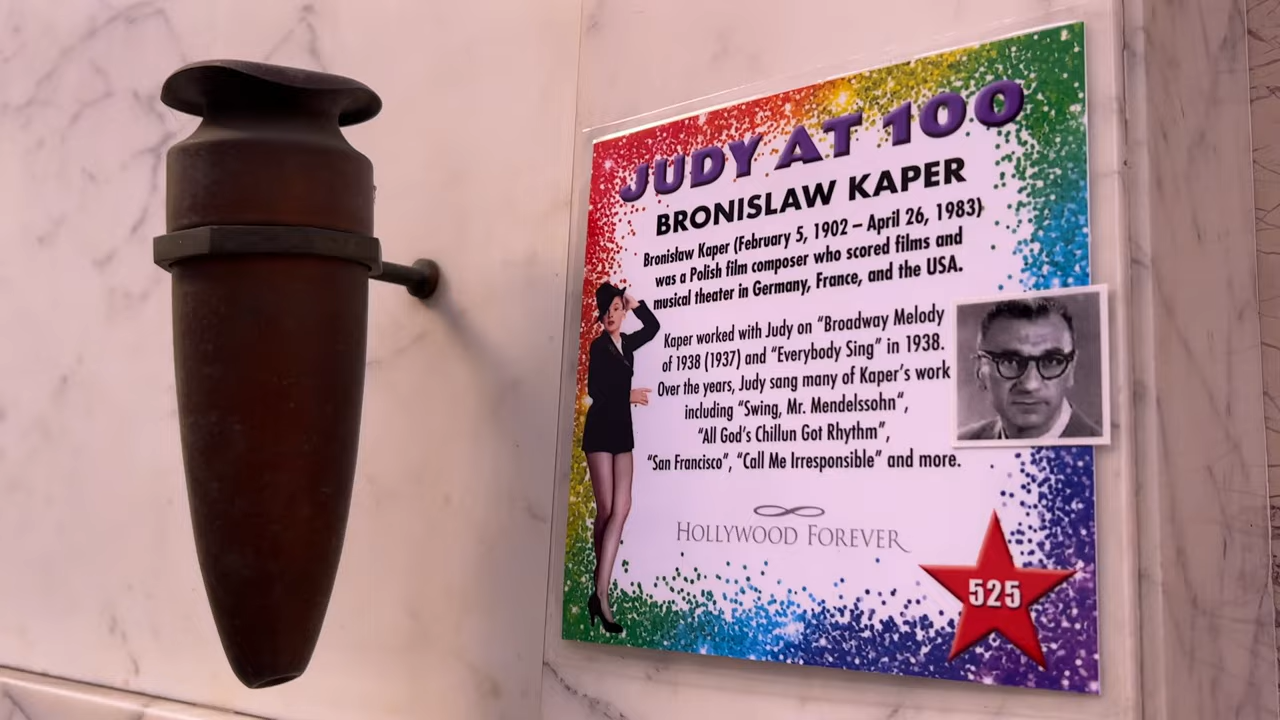 JUDY AT 100
BRONISLAW KAPER
Bronisław Kaper (February 5, 1902 – April 26, 1983)
was a Polish film composer who scored films and
musical theater in Germany, France, and the USA.
Kaper worked with Judy on “Broadway Melody
of 1938 (1937) and “Everybody Sing” in 1938.
Over the years, Judy sang many of Kaper’s work
including “Swing, Mr. Mendelssohn”,
“All God’s Chillun Got Rhythm”,
“San Francisco”, “Call Me Irresponsible” and more.
HOLLYWOOD FOREVER
525